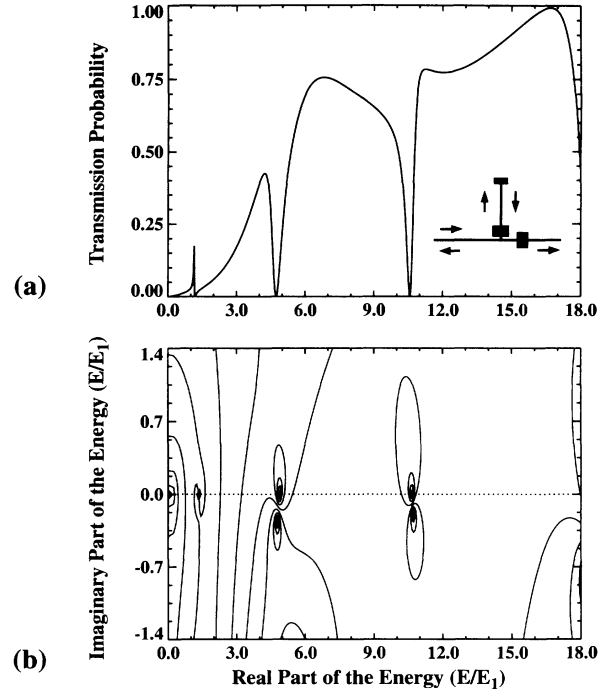 1.00
0.75
0.50
0.25
0.00
Transmission Probability
0.0 3.0 6.0 9.0 12.0 15.0 18.0
(a)
1.4
0.7
0.0
-0.7
-1.4
Imaginary Part of the Energy (E/E1)
0.0 3.0 6.0 9.0 12.0 15.0 18.0
Real Part of the Energy (E/E1)
(b)